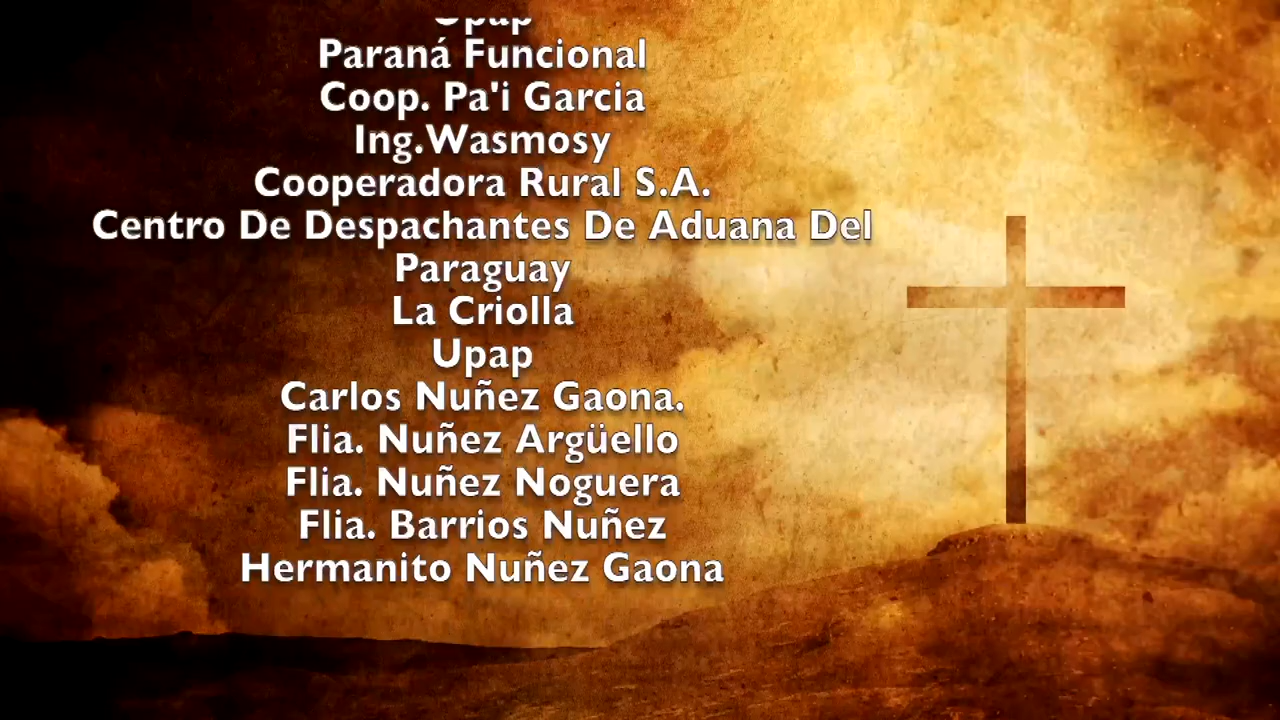 Upap
Paraná Funcional
Coop. Pa'i Garcia
Ing.Wasmosy
Cooperadora Rural S.A.
Centro De Despachantes De Aduana Del
Paraguay
La Criolla
Upap
Carlos Nuñez Gaona.
Flia. Nuñez Argüello
Flia. Nuñez Noguera
Flia. Barrios Nuñez
Hermanito Nuñez Gaona